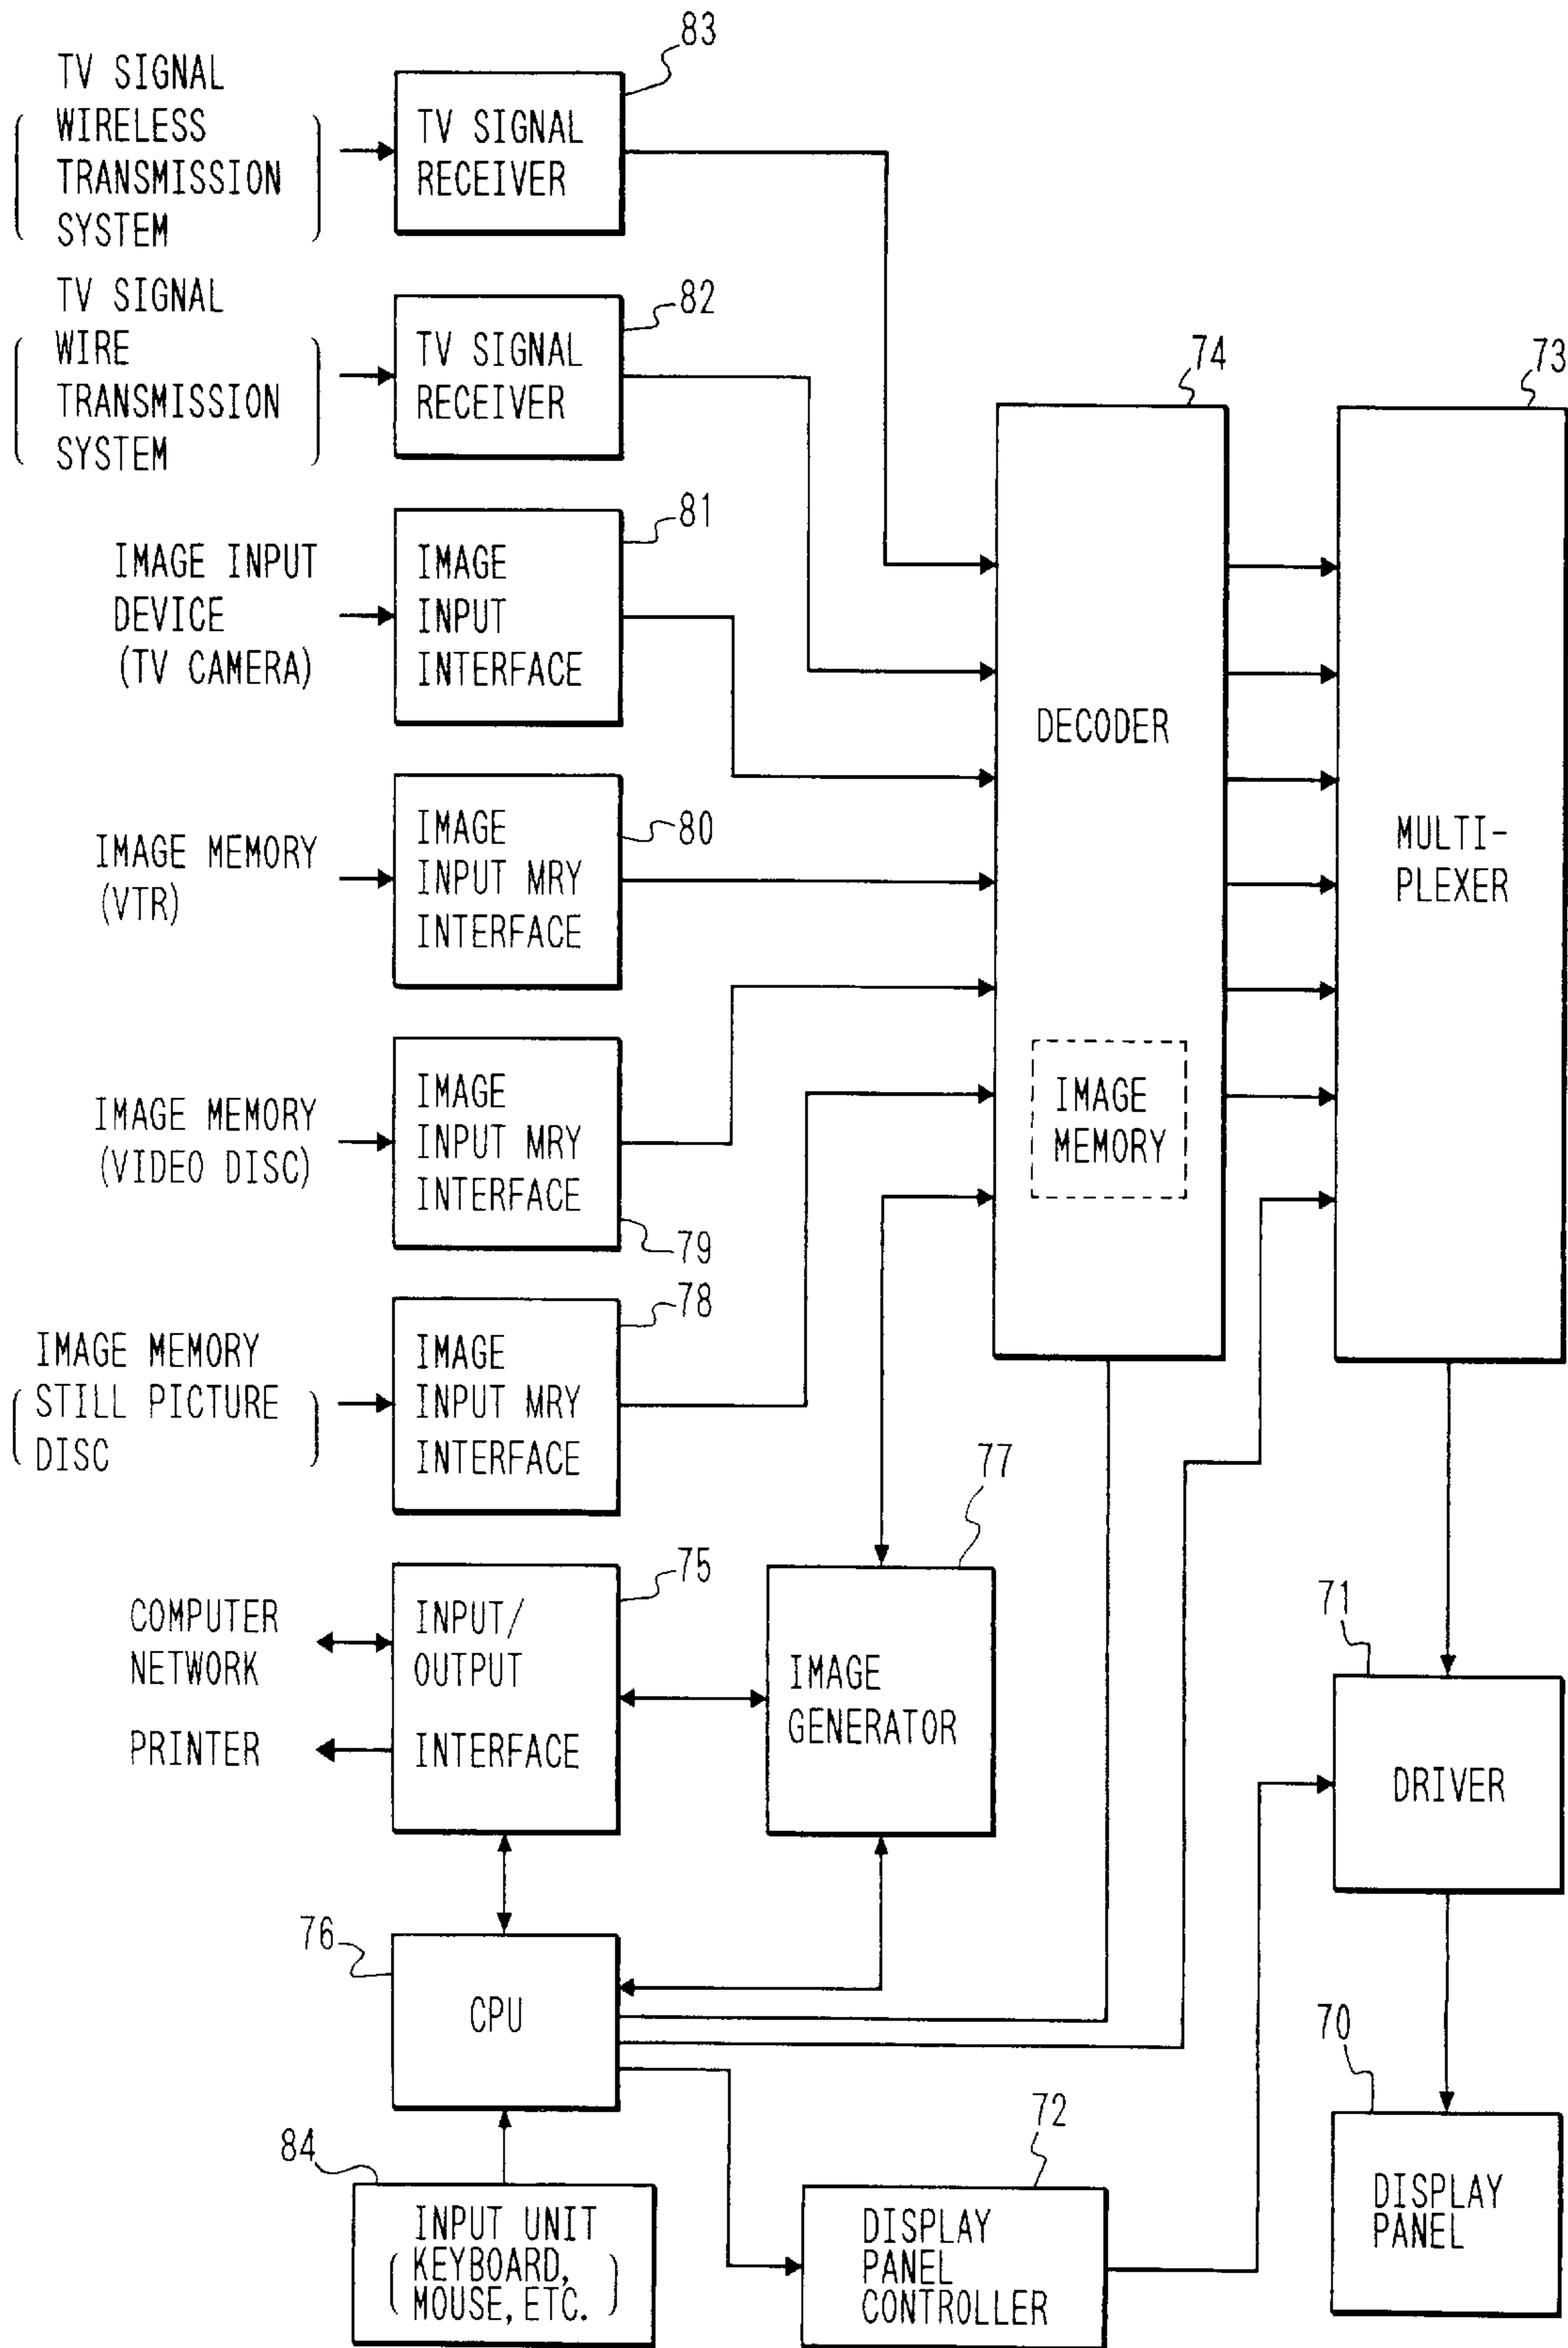 83
TV SIGNAL
WIRELESS
TRANSMISSION
SYSTEM
TV SIGNAL
RECEIVER
TV SIGNAL
WIRE
TRANSMISSION
SYSTEM
82
TV SIGNAL
RECEIVER
74
73
IMAGE INPUT
DEVICE
(TV CAMERA)
81
IMAGE
INPUT
INTERFACE
DECODER
IMAGE MEMORY
(VTR)
80
IMAGE
INPUT MRY
INTERFACE
MULTI-
PLEXER
IMAGE MEMORY
(VIDEO DISC)
IMAGE
INPUT MRY
INTERFACE
79
IMAGE
MEMORY
IMAGE MEMORY
STILL PICTURE
DISC
78
IMAGE
INPUT MRY
INTERFACE
77
75
COMPUTER
NETWORK
PRINTER
INPUT/
OUTPUT
INTERFACE
IMAGE
GENERATOR
71
DRIVER
76
CPU
70
DISPLAY
PANEL
84
INPUT UNIT
KEYBOARD,
MOUSE, ETC.
72
DISPLAY
PANEL
CONTROLLER